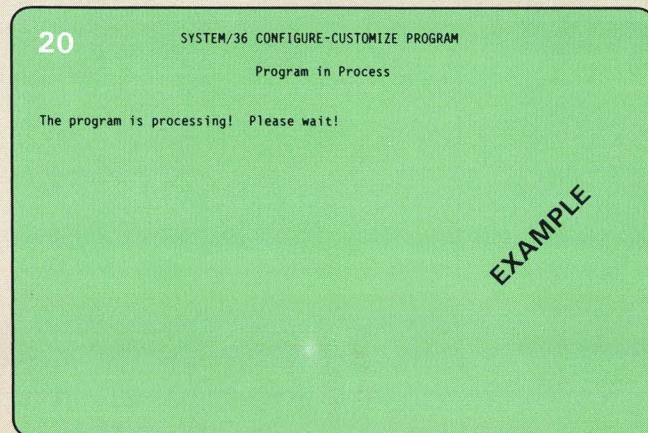 20
SYSTEM/36 CONFIGURE-CUSTOMIZE PROGRAM
Program in Process
The program is processing!  Please wait!
EXAMPLE